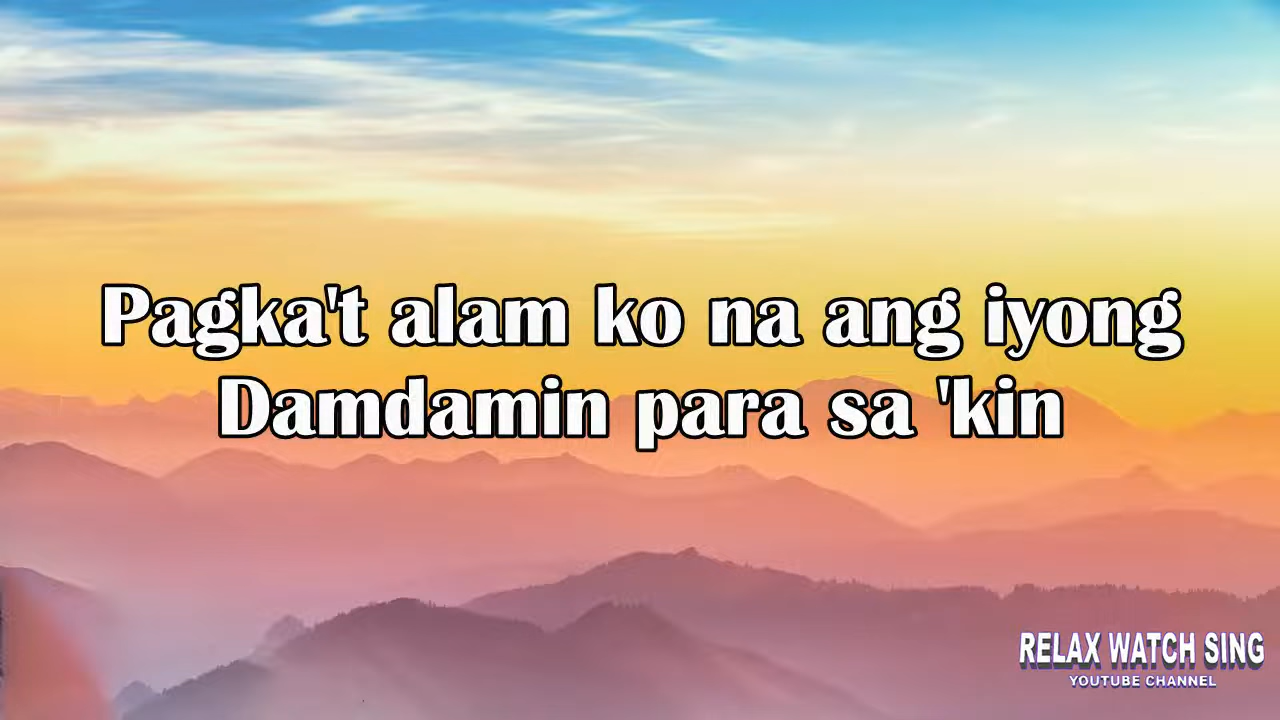 Pagka't alam ko na ang iyong
Damdamin para sa 'kin
RELAX WATCH SING
YOUTUBE CHANNEL